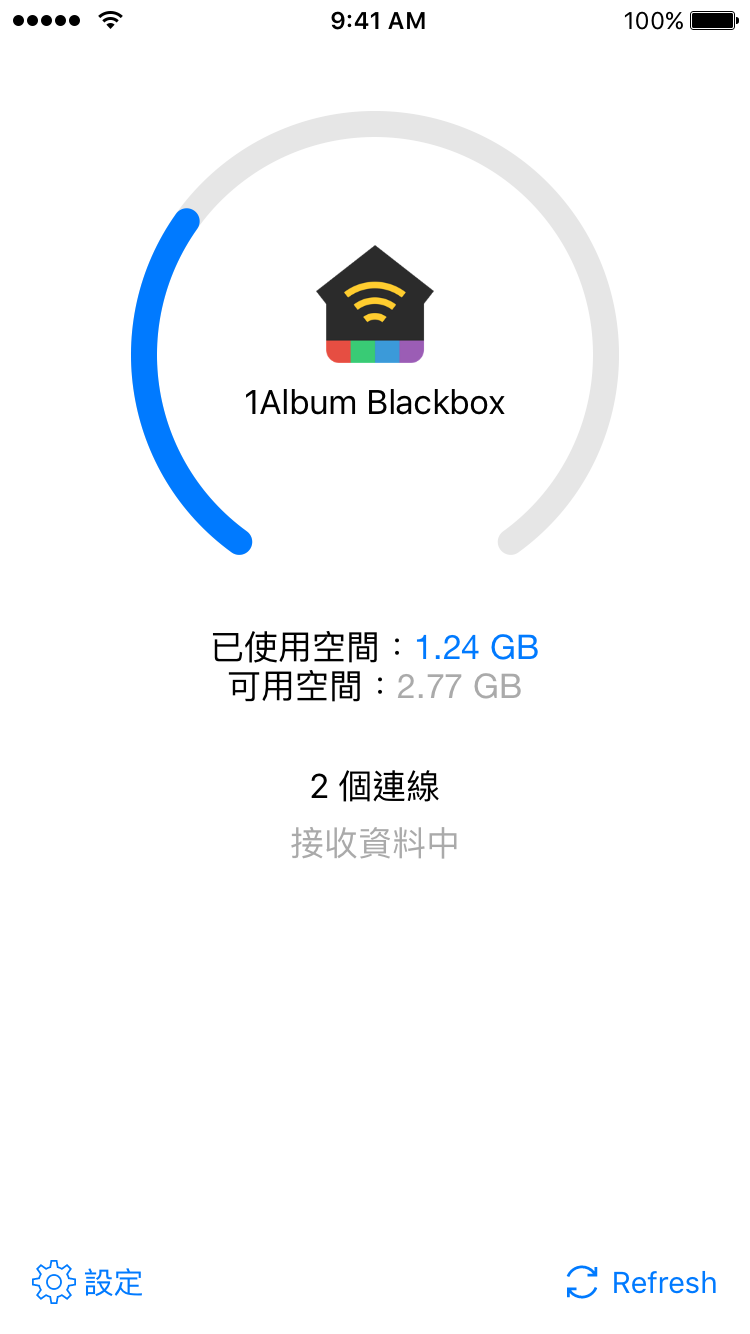 9:41 AM 100%
1Album Blackbox
已使用空間：1.24 GB
可用空間：2.77 GB
2 個連線
接收資料中
設定 Refresh